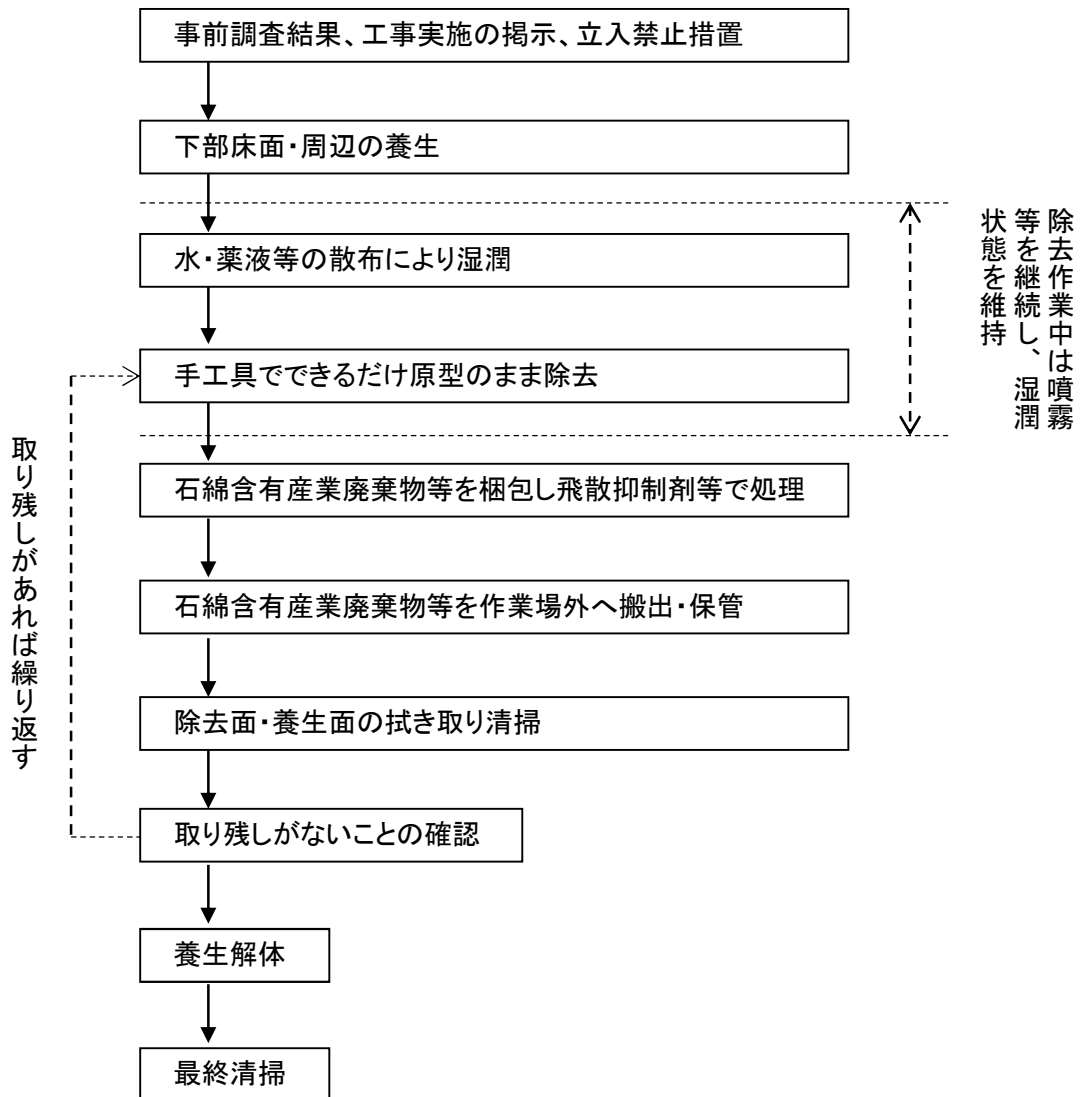 事前調査結果、工事実施の掲示、立入禁止措置
下部床面・周辺の養生
水・薬液等の散布により湿潤
除去作業中は噴霧
等を継続し、湿潤
状態を維持
手工具でできるだけ原型のまま除去
石綿含有産業廃棄物等を梱包し飛散抑制剤等で処理
石綿含有産業廃棄物等を作業場外へ搬出・保管
除去面・養生面の拭き取り清掃
取り残しがあれば繰り返す
取り残しがないことの確認
養生解体
最終清掃